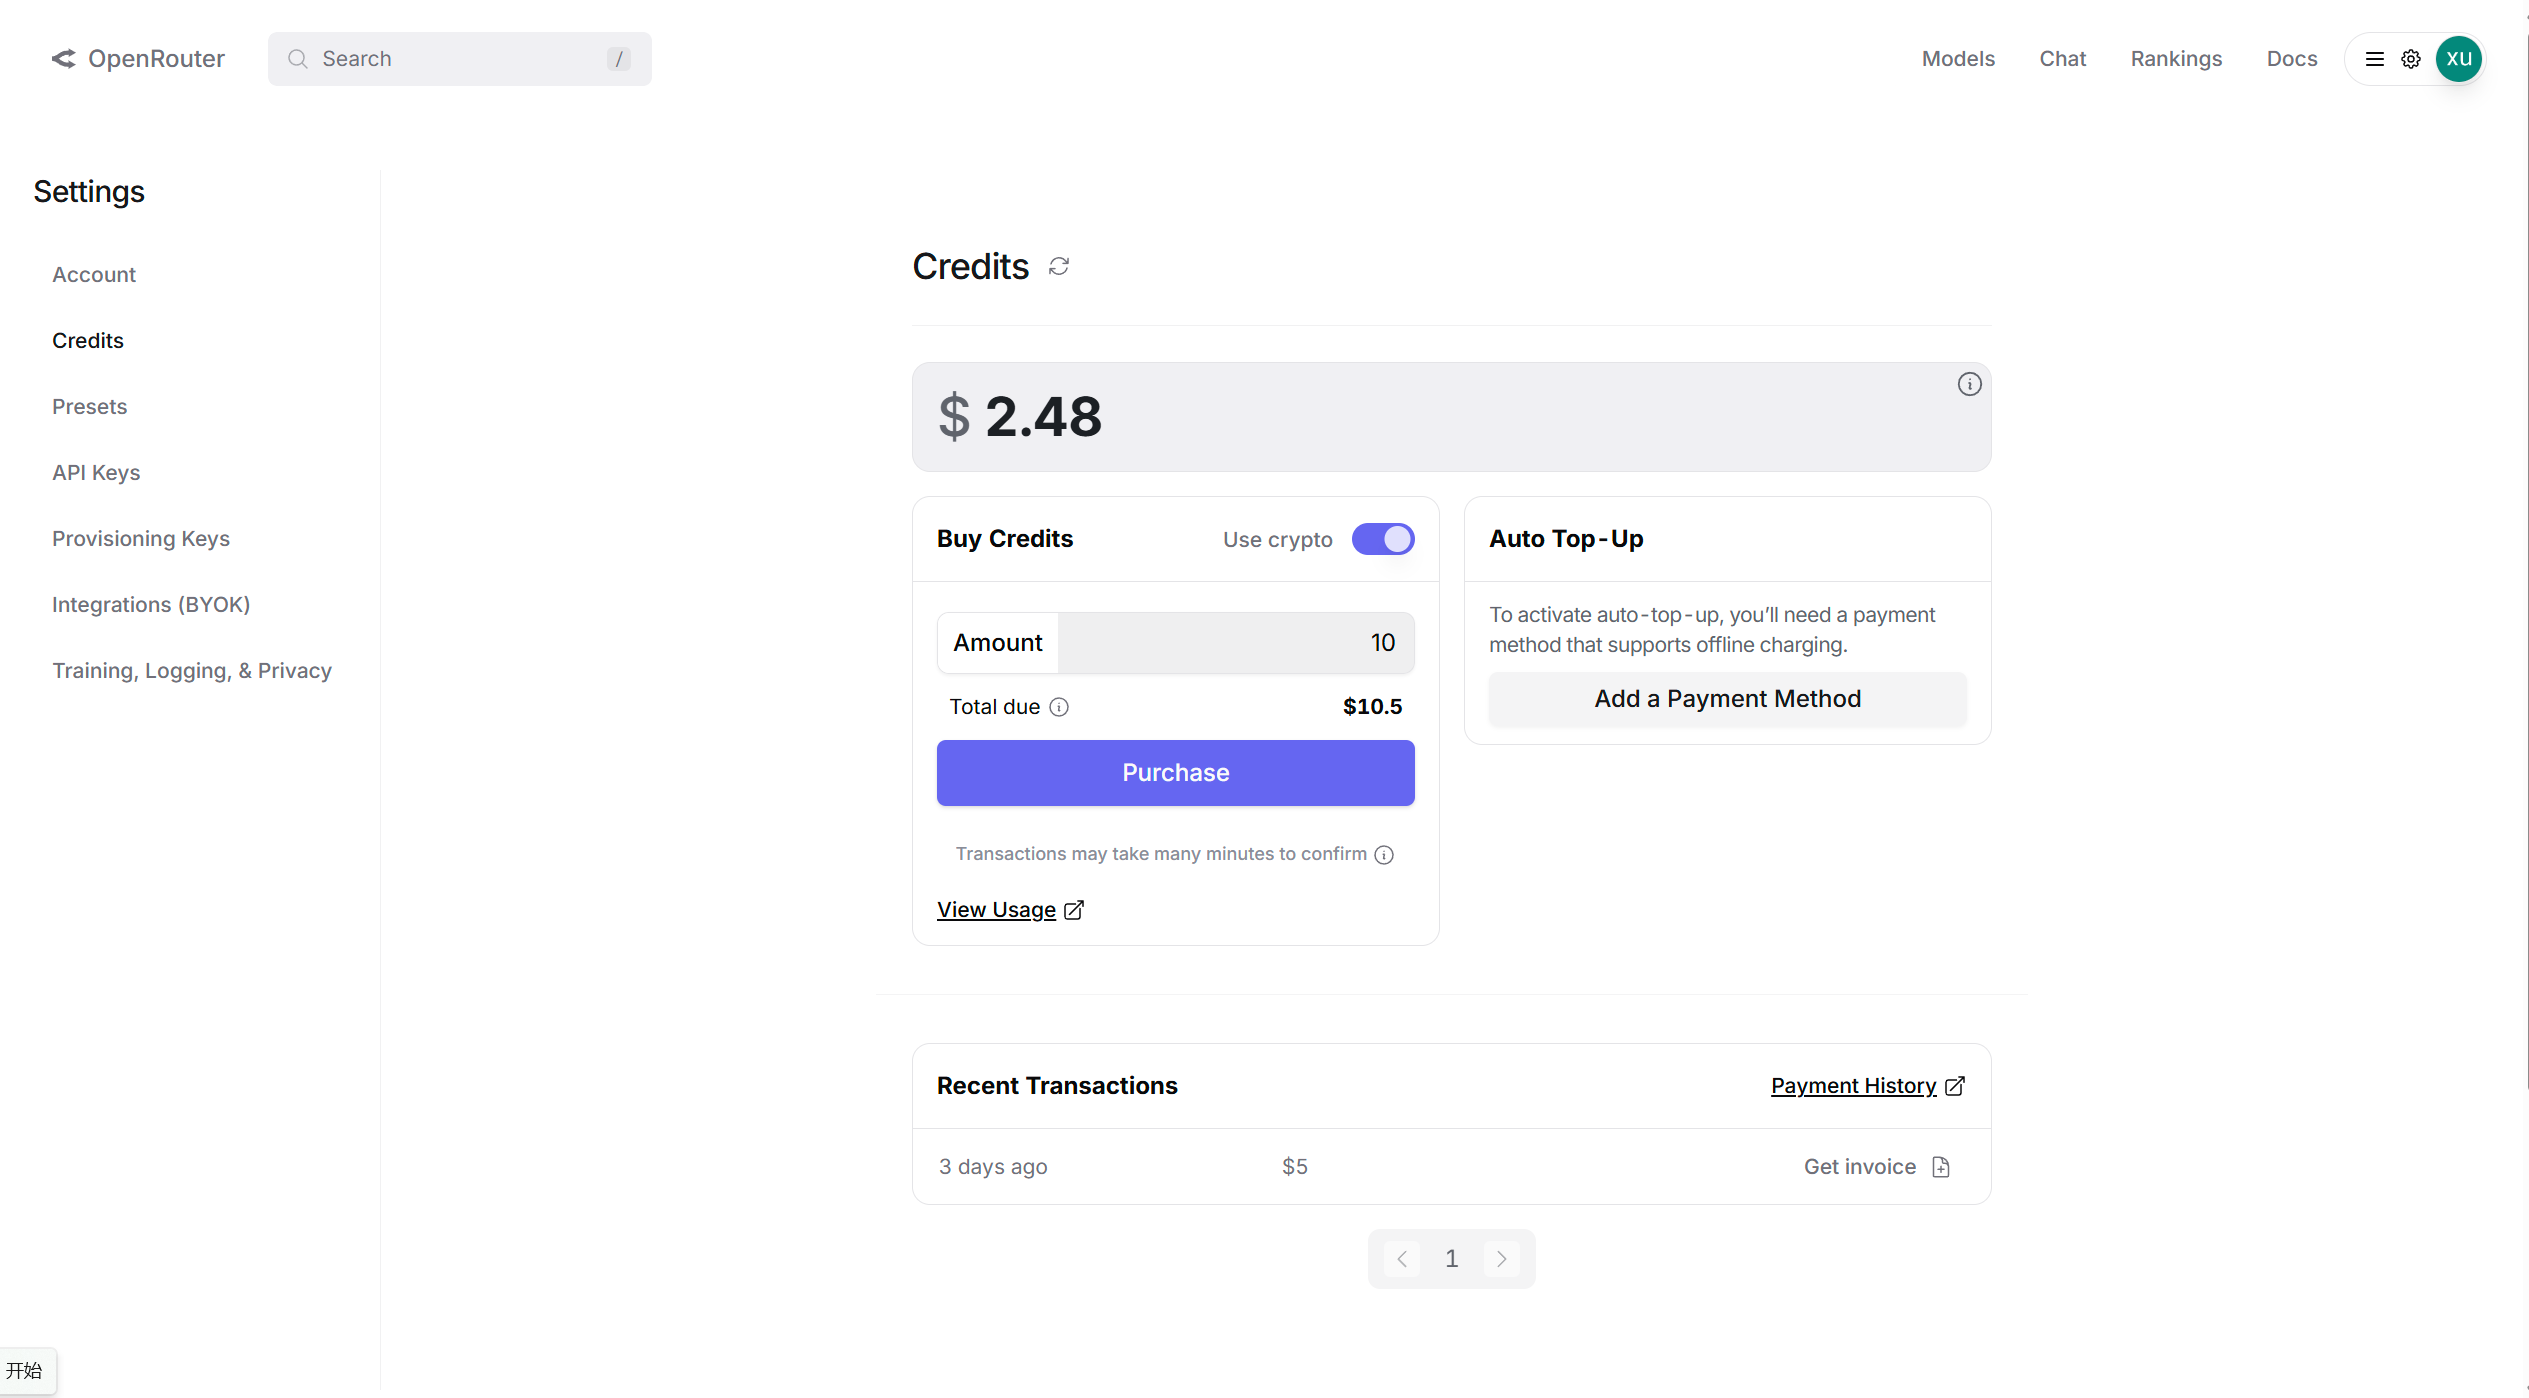 OpenRouter
Search /
Models Chat Rankings Docs XU
Settings
Account
Credits
Presets
API Keys
Provisioning Keys
Integrations (BYOK)
Training, Logging, & Privacy
Credits
$ 2.48
Buy Credits Use crypto
Amount 10
Total due $10.5
Purchase
Transactions may take many minutes to confirm
View Usage
Auto Top-Up
To activate auto-top-up, you’ll need a payment
method that supports offline charging.
Add a Payment Method
Recent Transactions Payment History
3 days ago $5 Get invoice
1
开始